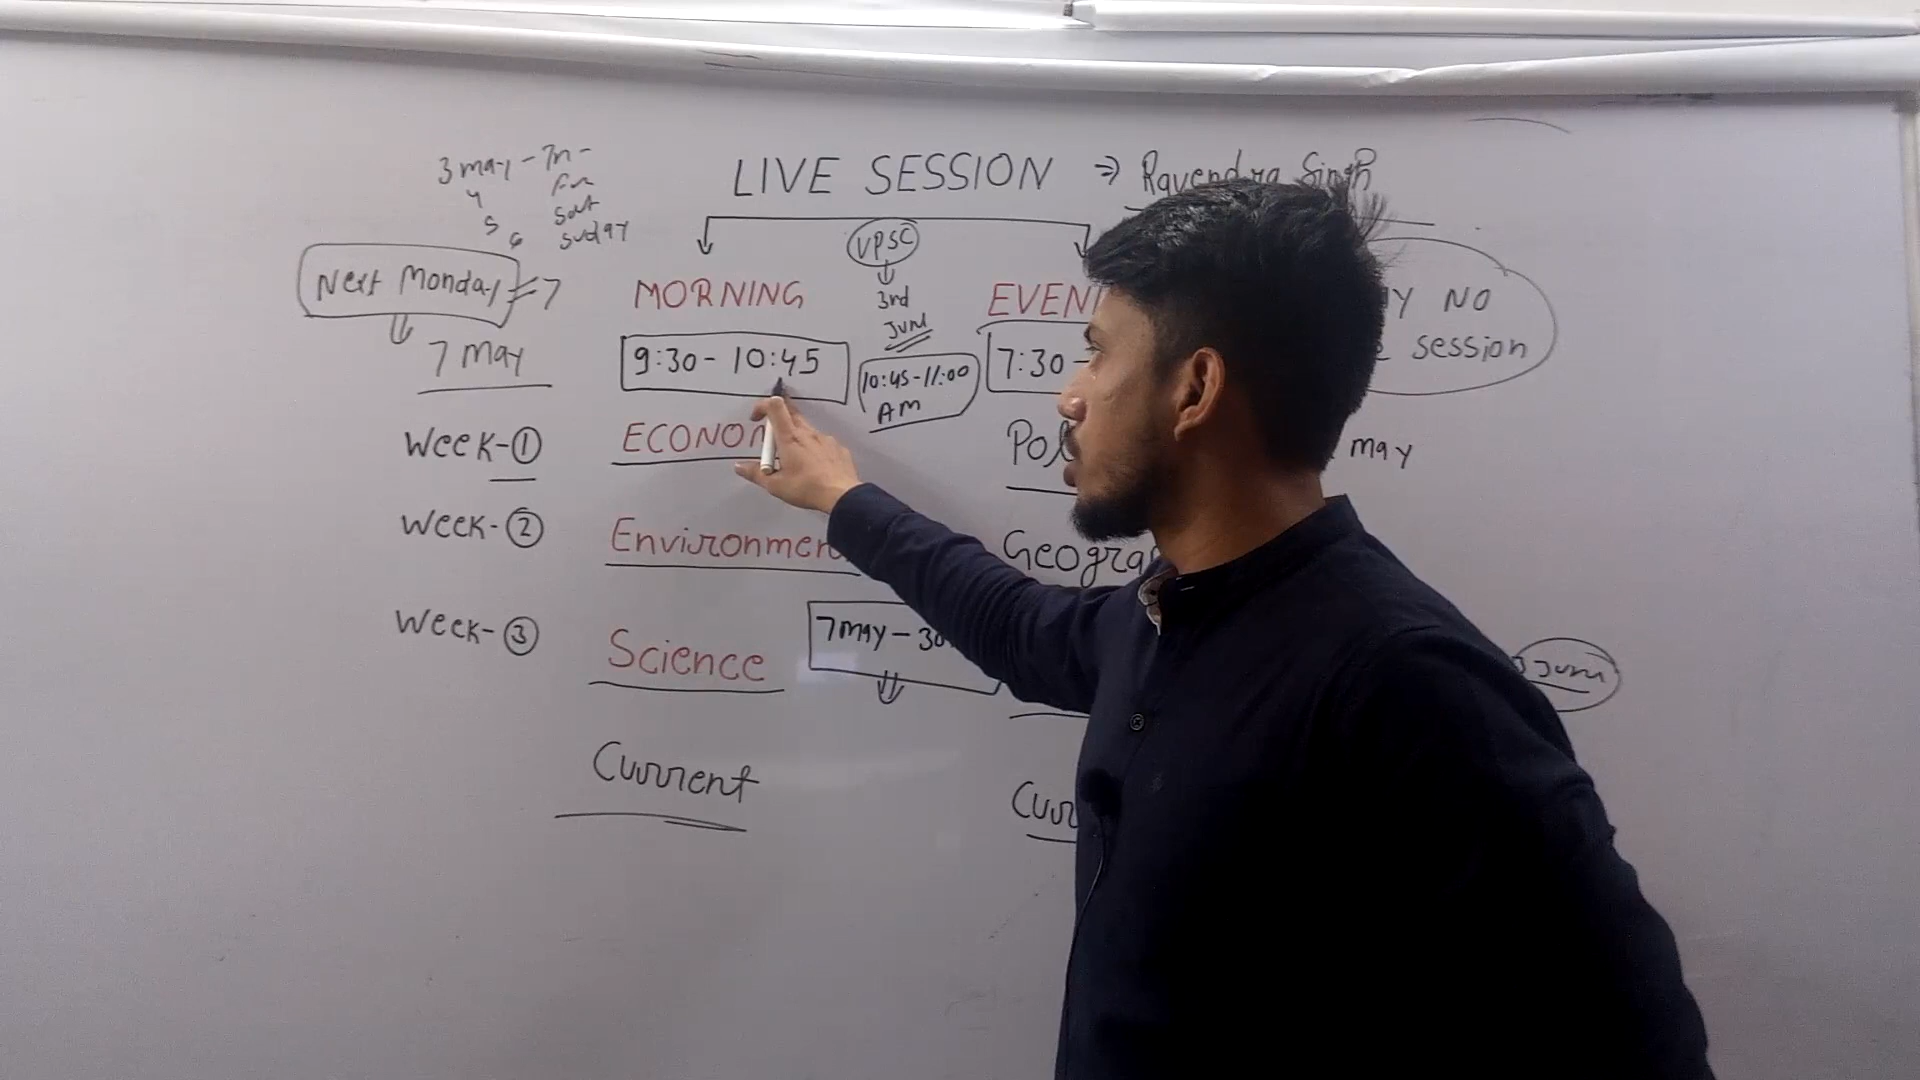 3 may - Th -
4 Fri
5 Sat
6 Sunday
LIVE SESSION ⇒ Ravendra Singh
UPSC
3rd
June
Next Monday = 7
7 May
MORNING
9:30 - 10:45
10:45 - 11:00
AM
EVEN
7:30 -
Y NO
session
Week - ①
ECONO
Pol
may
Week - ②
Environmen
Geogra
Week - ③
Science
7 May - 30
June
Current
Curr